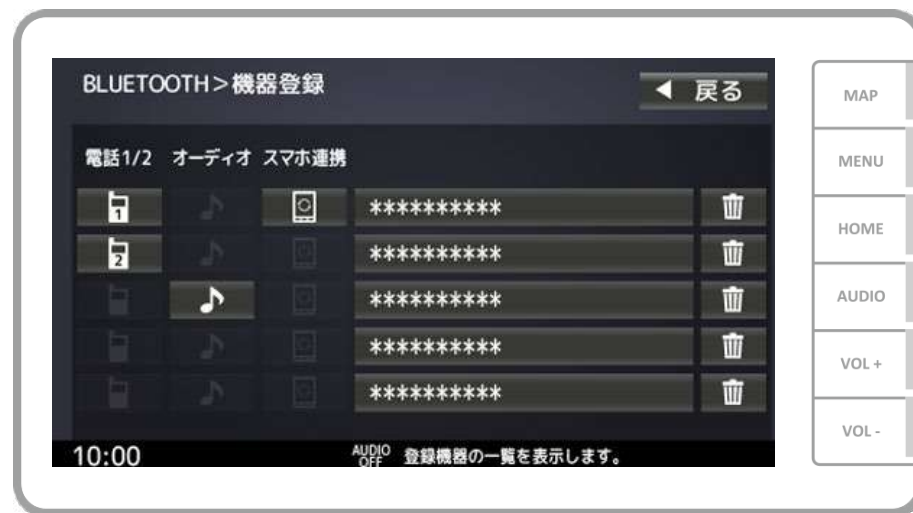 BLUETOOTH>機器登録
◀ 戻る
電話1/2 オーディオ スマホ連携
1 **********
2 **********
**********
**********
**********
10:00 AUDIO OFF 登録機器の一覧を表示します。
MAP
MENU
HOME
AUDIO
VOL +
VOL -